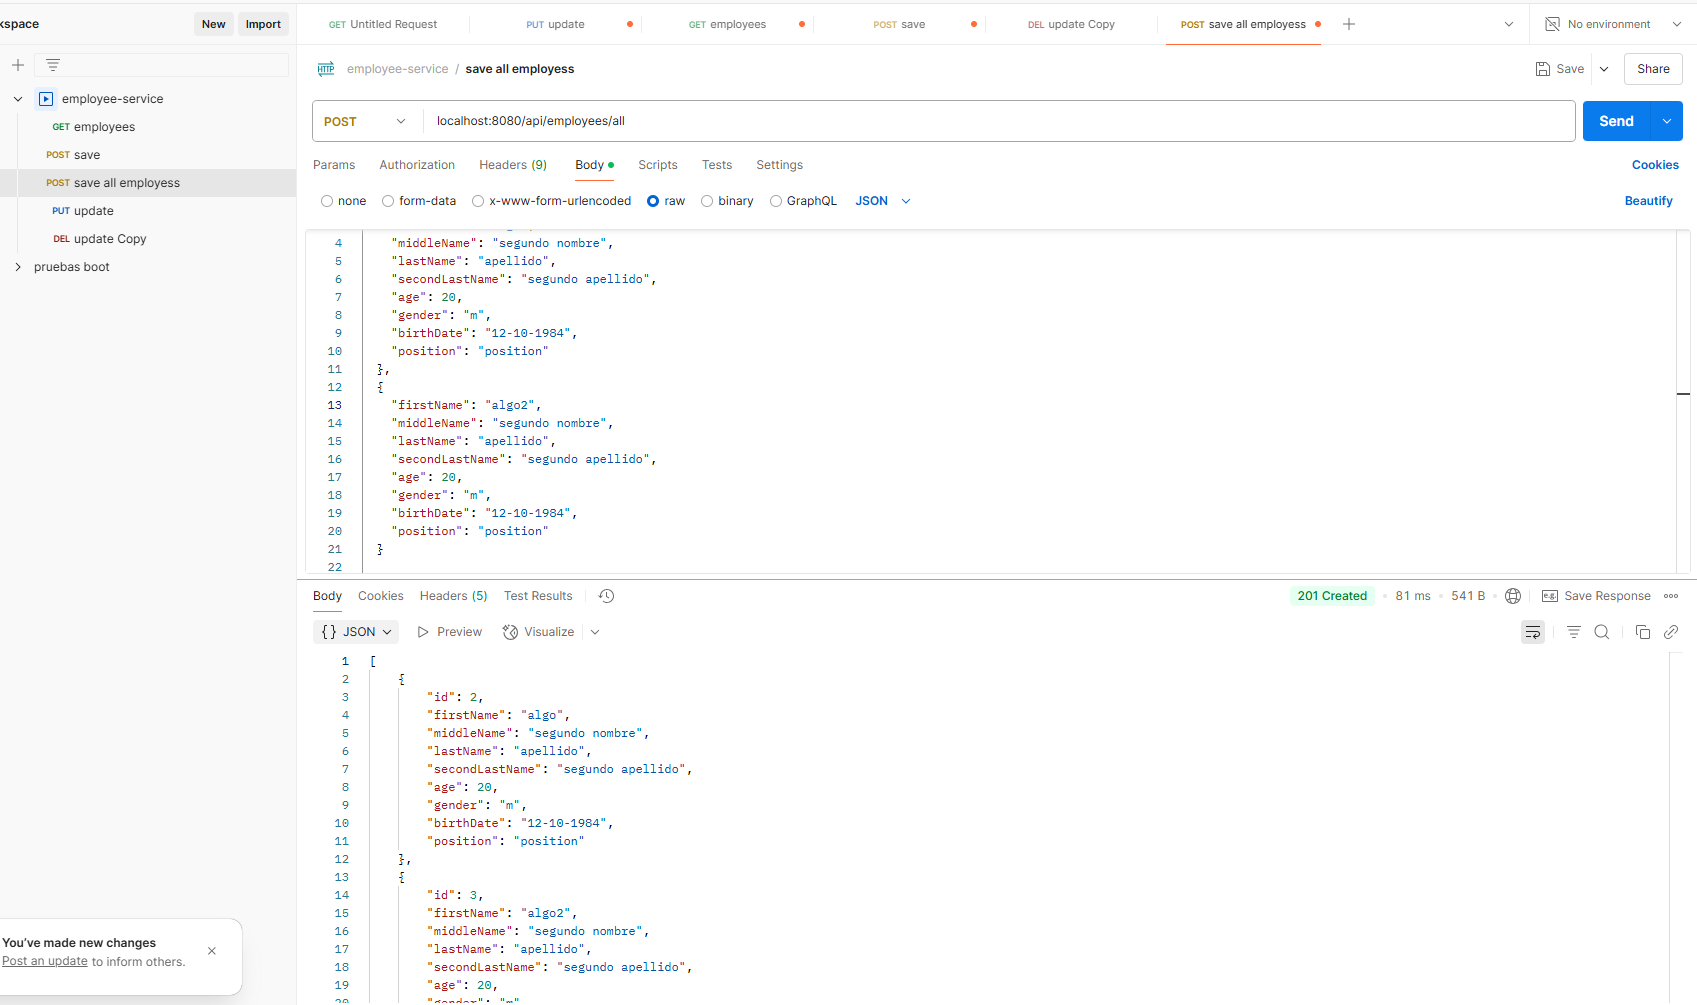 kspace
New
Import
GET Untitled Request
PUT update
GET employees
POST save
DEL update Copy
POST save all employess
No environment
employee-service / save all employess
Save
Share
employee-service
GET employees
POST save
POST save all employess
PUT update
DEL update Copy
pruebas boot
POST
localhost:8080/api/employees/all
Send
Params
Authorization
Headers (9)
Body
Scripts
Tests
Settings
Cookies
none
form-data
x-www-form-urlencoded
raw
binary
GraphQL
JSON
Beautify
4 "middleName": "segundo nombre",
5 "lastName": "apellido",
6 "secondLastName": "segundo apellido",
7 "age": 20,
8 "gender": "m",
9 "birthDate": "12-10-1984",
10 "position": "position"
11 },
12 {
13 "firstName": "algo2",
14 "middleName": "segundo nombre",
15 "lastName": "apellido",
16 "secondLastName": "segundo apellido",
17 "age": 20,
18 "gender": "m",
19 "birthDate": "12-10-1984",
20 "position": "position"
21 }
22
Body
Cookies
Headers (5)
Test Results
201 Created
81 ms
541 B
e.g.
Save Response
{} JSON
Preview
Visualize
1 [
2 {
3 "id": 2,
4 "firstName": "algo",
5 "middleName": "segundo nombre",
6 "lastName": "apellido",
7 "secondLastName": "segundo apellido",
8 "age": 20,
9 "gender": "m",
10 "birthDate": "12-10-1984",
11 "position": "position"
12 },
13 {
14 "id": 3,
15 "firstName": "algo2",
16 "middleName": "segundo nombre",
17 "lastName": "apellido",
18 "secondLastName": "segundo apellido",
19 "age": 20,
20 "gender": "m"
You've made new changes
Post an update to inform others.